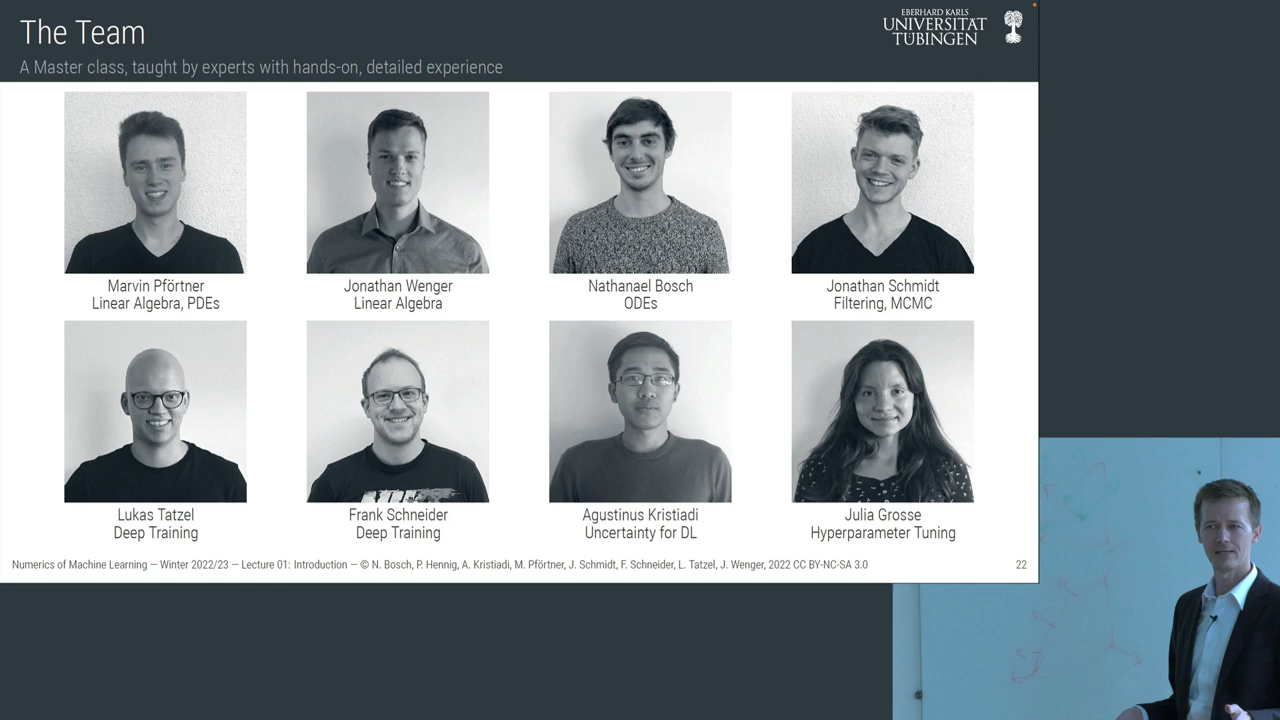 The Team
A Master class, taught by experts with hands-on, detailed experience
EBERHARD KARLS
UNIVERSITÄT
TÜBINGEN
Marvin Pförtner
Linear Algebra, PDEs
Jonathan Wenger
Linear Algebra
Nathanael Bosch
ODEs
Jonathan Schmidt
Filtering, MCMC
Lukas Tatzel
Deep Training
Frank Schneider
Deep Training
Agustinus Kristiadi
Uncertainty for DL
Julia Grosse
Hyperparameter Tuning
Numerics of Machine Learning — Winter 2022/23 — Lecture 01: Introduction — © N. Bosch, P. Hennig, A. Kristiadi, M. Pförtner, J. Schmidt, F. Schneider, L. Tatzel, J. Wenger, 2022 CC BY-NC-SA 3.0
22